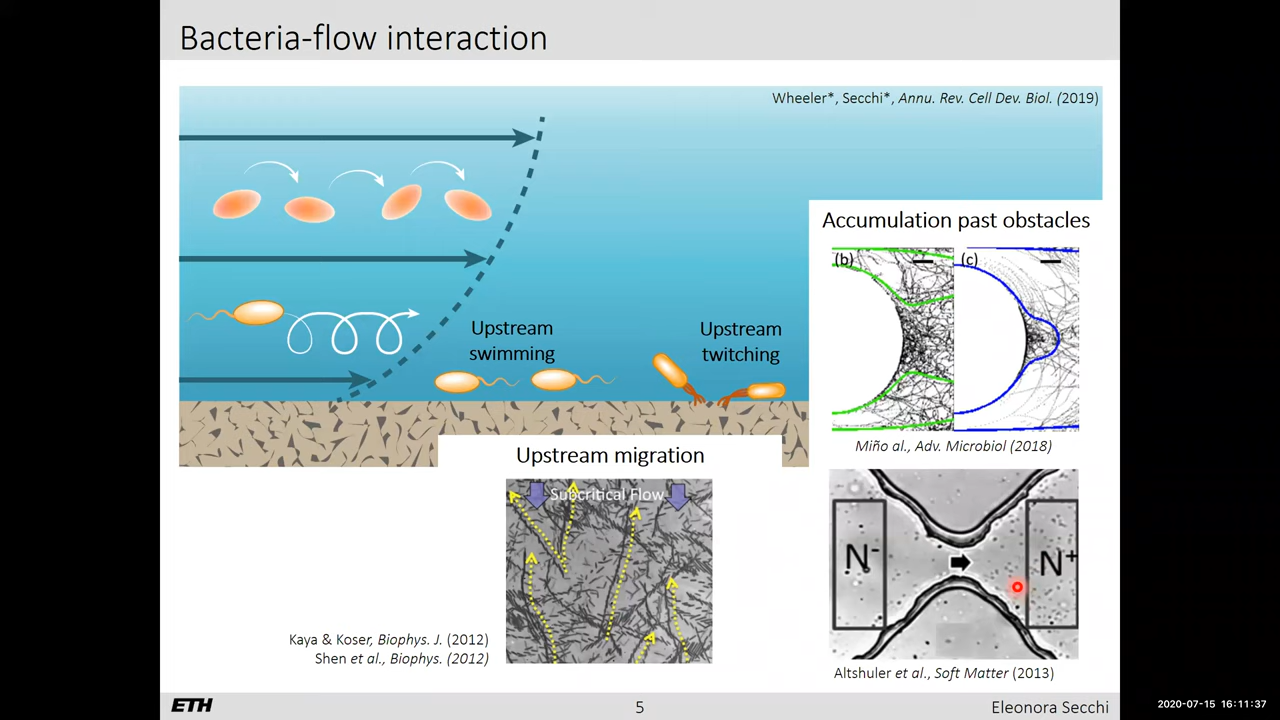 Bacteria-flow interaction
Wheeler*, Secchi*, Annu. Rev. Cell Dev. Biol. (2019)
Accumulation past obstacles
(b)
(c)
Upstream
swimming
Upstream
twitching
Miño al., Adv. Microbiol (2018)
Upstream migration
Subcritical Flow
N-
N+
Kaya & Koser, Biophys. J. (2012)
Shen et al., Biophys. (2012)
Altshuler et al., Soft Matter (2013)
ETH
5
Eleonora Secchi
2020-07-15 16:11:37